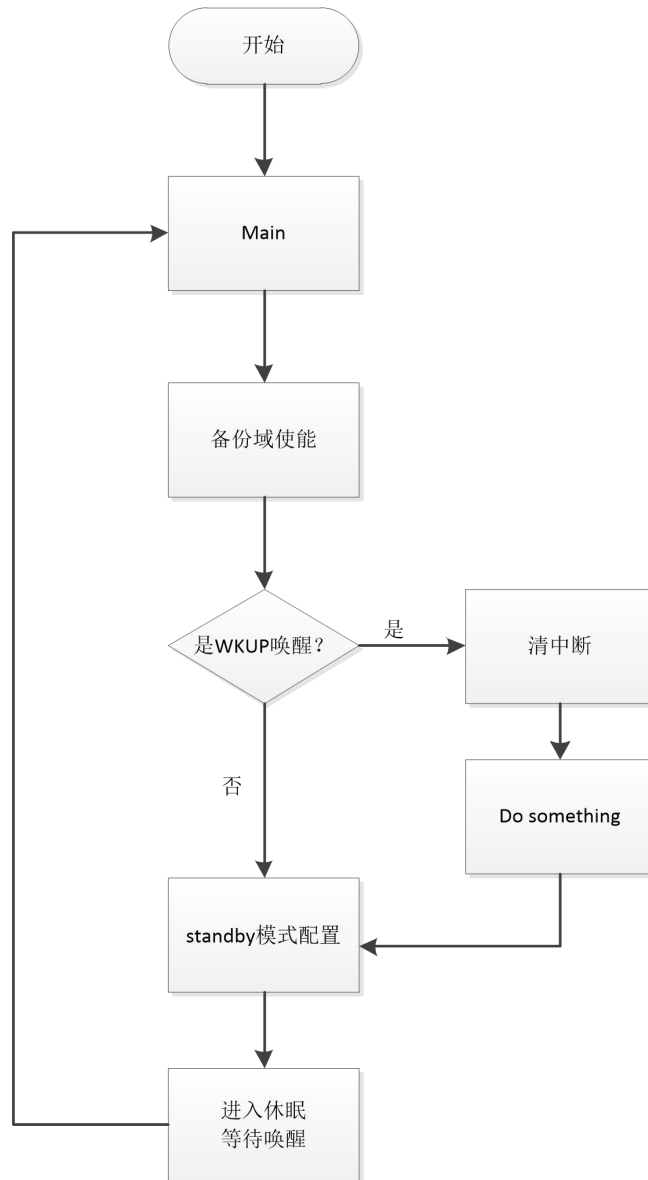 开始
Main
备份域使能
是WKUP唤醒？
是
清中断
否
Do something
standby模式配置
进入休眠
等待唤醒